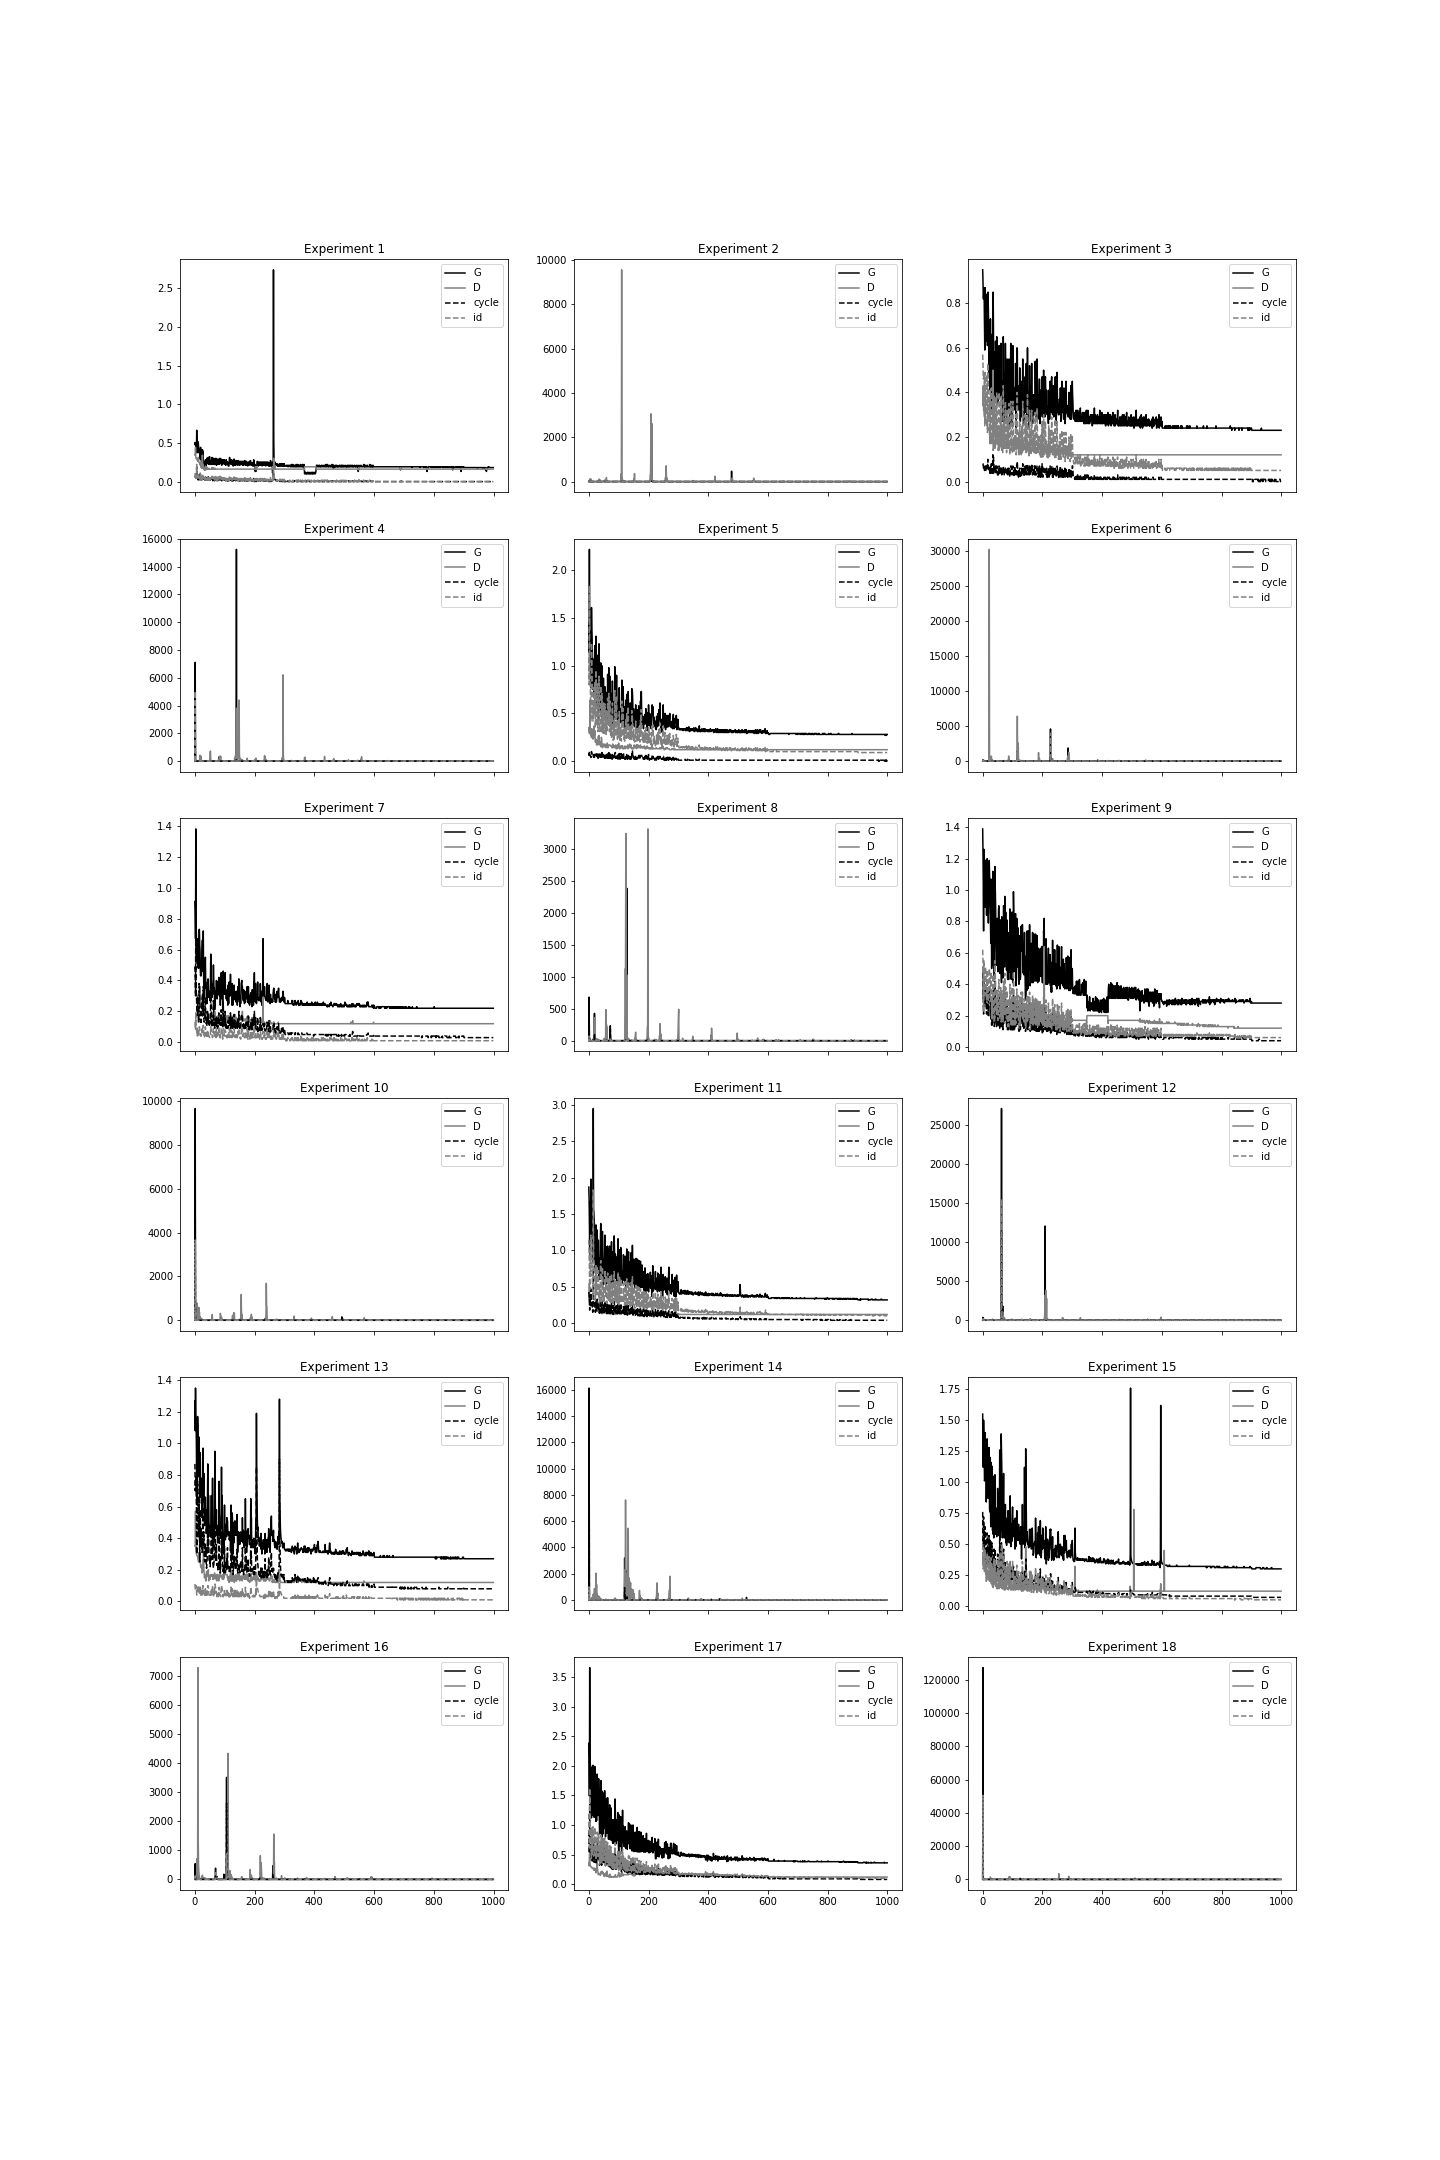 Experiment 1
2.5
2.0
1.5
1.0
0.5
0.0
G
D
cycle
id
Experiment 2
10000
8000
6000
4000
2000
0
G
D
cycle
id
Experiment 3
0.8
0.6
0.4
0.2
0.0
G
D
cycle
id
Experiment 4
16000
14000
12000
10000
8000
6000
4000
2000
0
G
D
cycle
id
Experiment 5
2.0
1.5
1.0
0.5
0.0
G
D
cycle
id
Experiment 6
30000
25000
20000
15000
10000
5000
0
G
D
cycle
id
Experiment 7
1.4
1.2
1.0
0.8
0.6
0.4
0.2
0.0
G
D
cycle
id
Experiment 8
3000
2500
2000
1500
1000
500
0
G
D
cycle
id
Experiment 9
1.4
1.2
1.0
0.8
0.6
0.4
0.2
0.0
G
D
cycle
id
Experiment 10
10000
8000
6000
4000
2000
0
G
D
cycle
id
Experiment 11
3.0
2.5
2.0
1.5
1.0
0.5
0.0
G
D
cycle
id
Experiment 12
25000
20000
15000
10000
5000
0
G
D
cycle
id
Experiment 13
1.4
1.2
1.0
0.8
0.6
0.4
0.2
0.0
G
D
cycle
id
Experiment 14
16000
14000
12000
10000
8000
6000
4000
2000
0
G
D
cycle
id
Experiment 15
1.75
1.50
1.25
1.00
0.75
0.50
0.25
0.00
G
D
cycle
id
Experiment 16
7000
6000
5000
4000
3000
2000
1000
0
G
D
cycle
id
0 200 400 600 800 1000
Experiment 17
3.5
3.0
2.5
2.0
1.5
1.0
0.5
0.0
G
D
cycle
id
0 200 400 600 800 1000
Experiment 18
120000
100000
80000
60000
40000
20000
0
G
D
cycle
id
0 200 400 600 800 1000